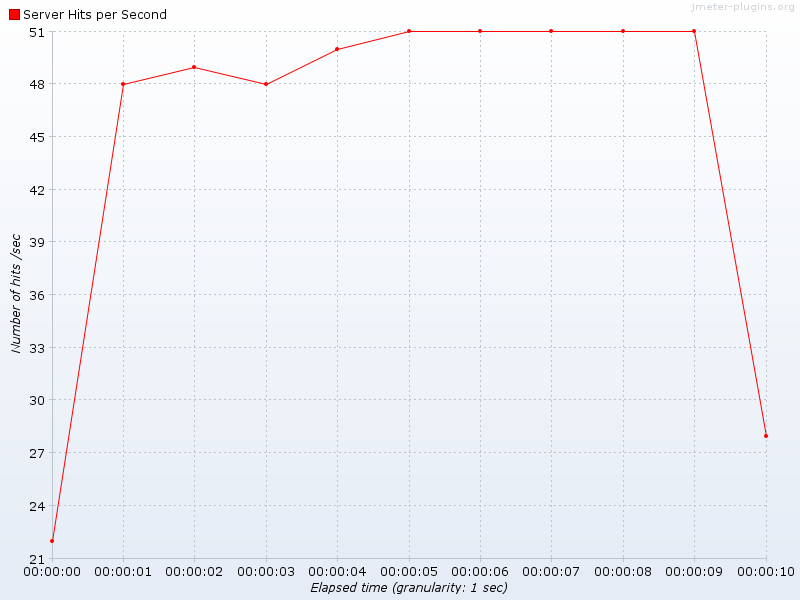 jmeter-plugins.org
Server Hits per Second
51
48
45
42
39
36
33
30
27
24
21
Number of hits /sec
00:00:00 00:00:01 00:00:02 00:00:03 00:00:04 00:00:05 00:00:06 00:00:07 00:00:08 00:00:09 00:00:10
Elapsed time (granularity: 1 sec)